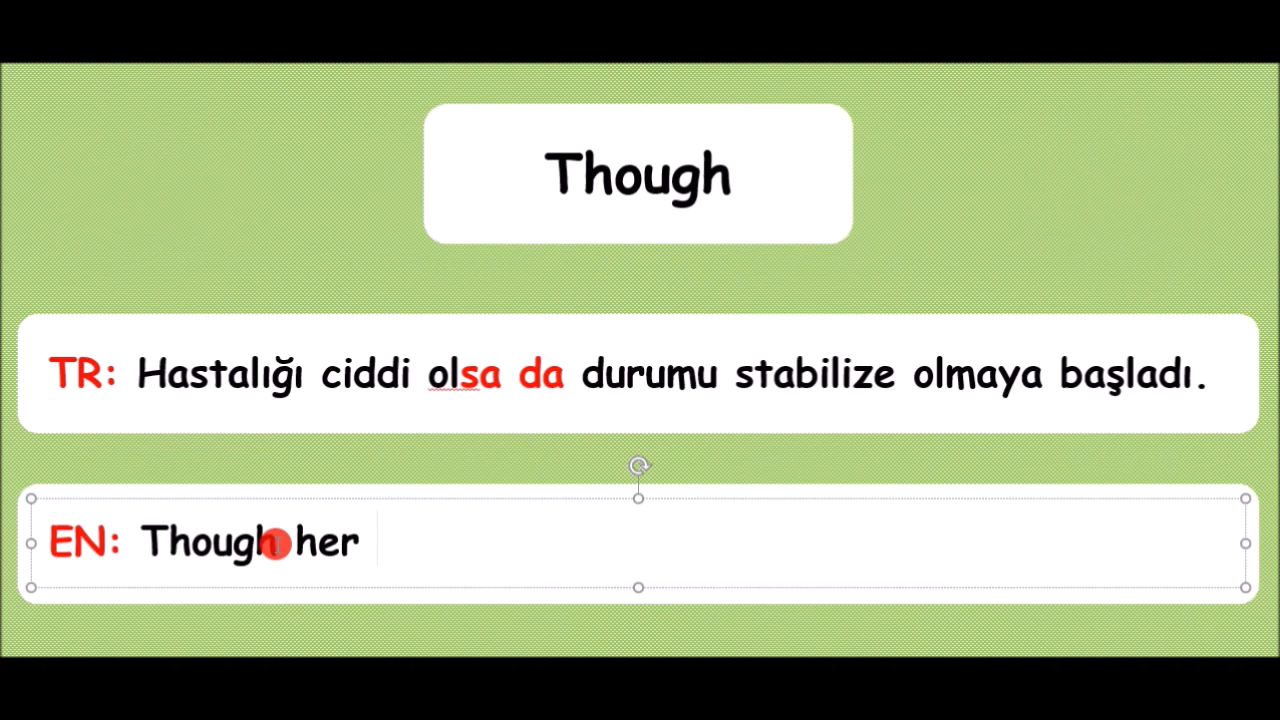 Though
TR: Hastalığı ciddi olsa da durumu stabilize olmaya başladı.
EN: Though her